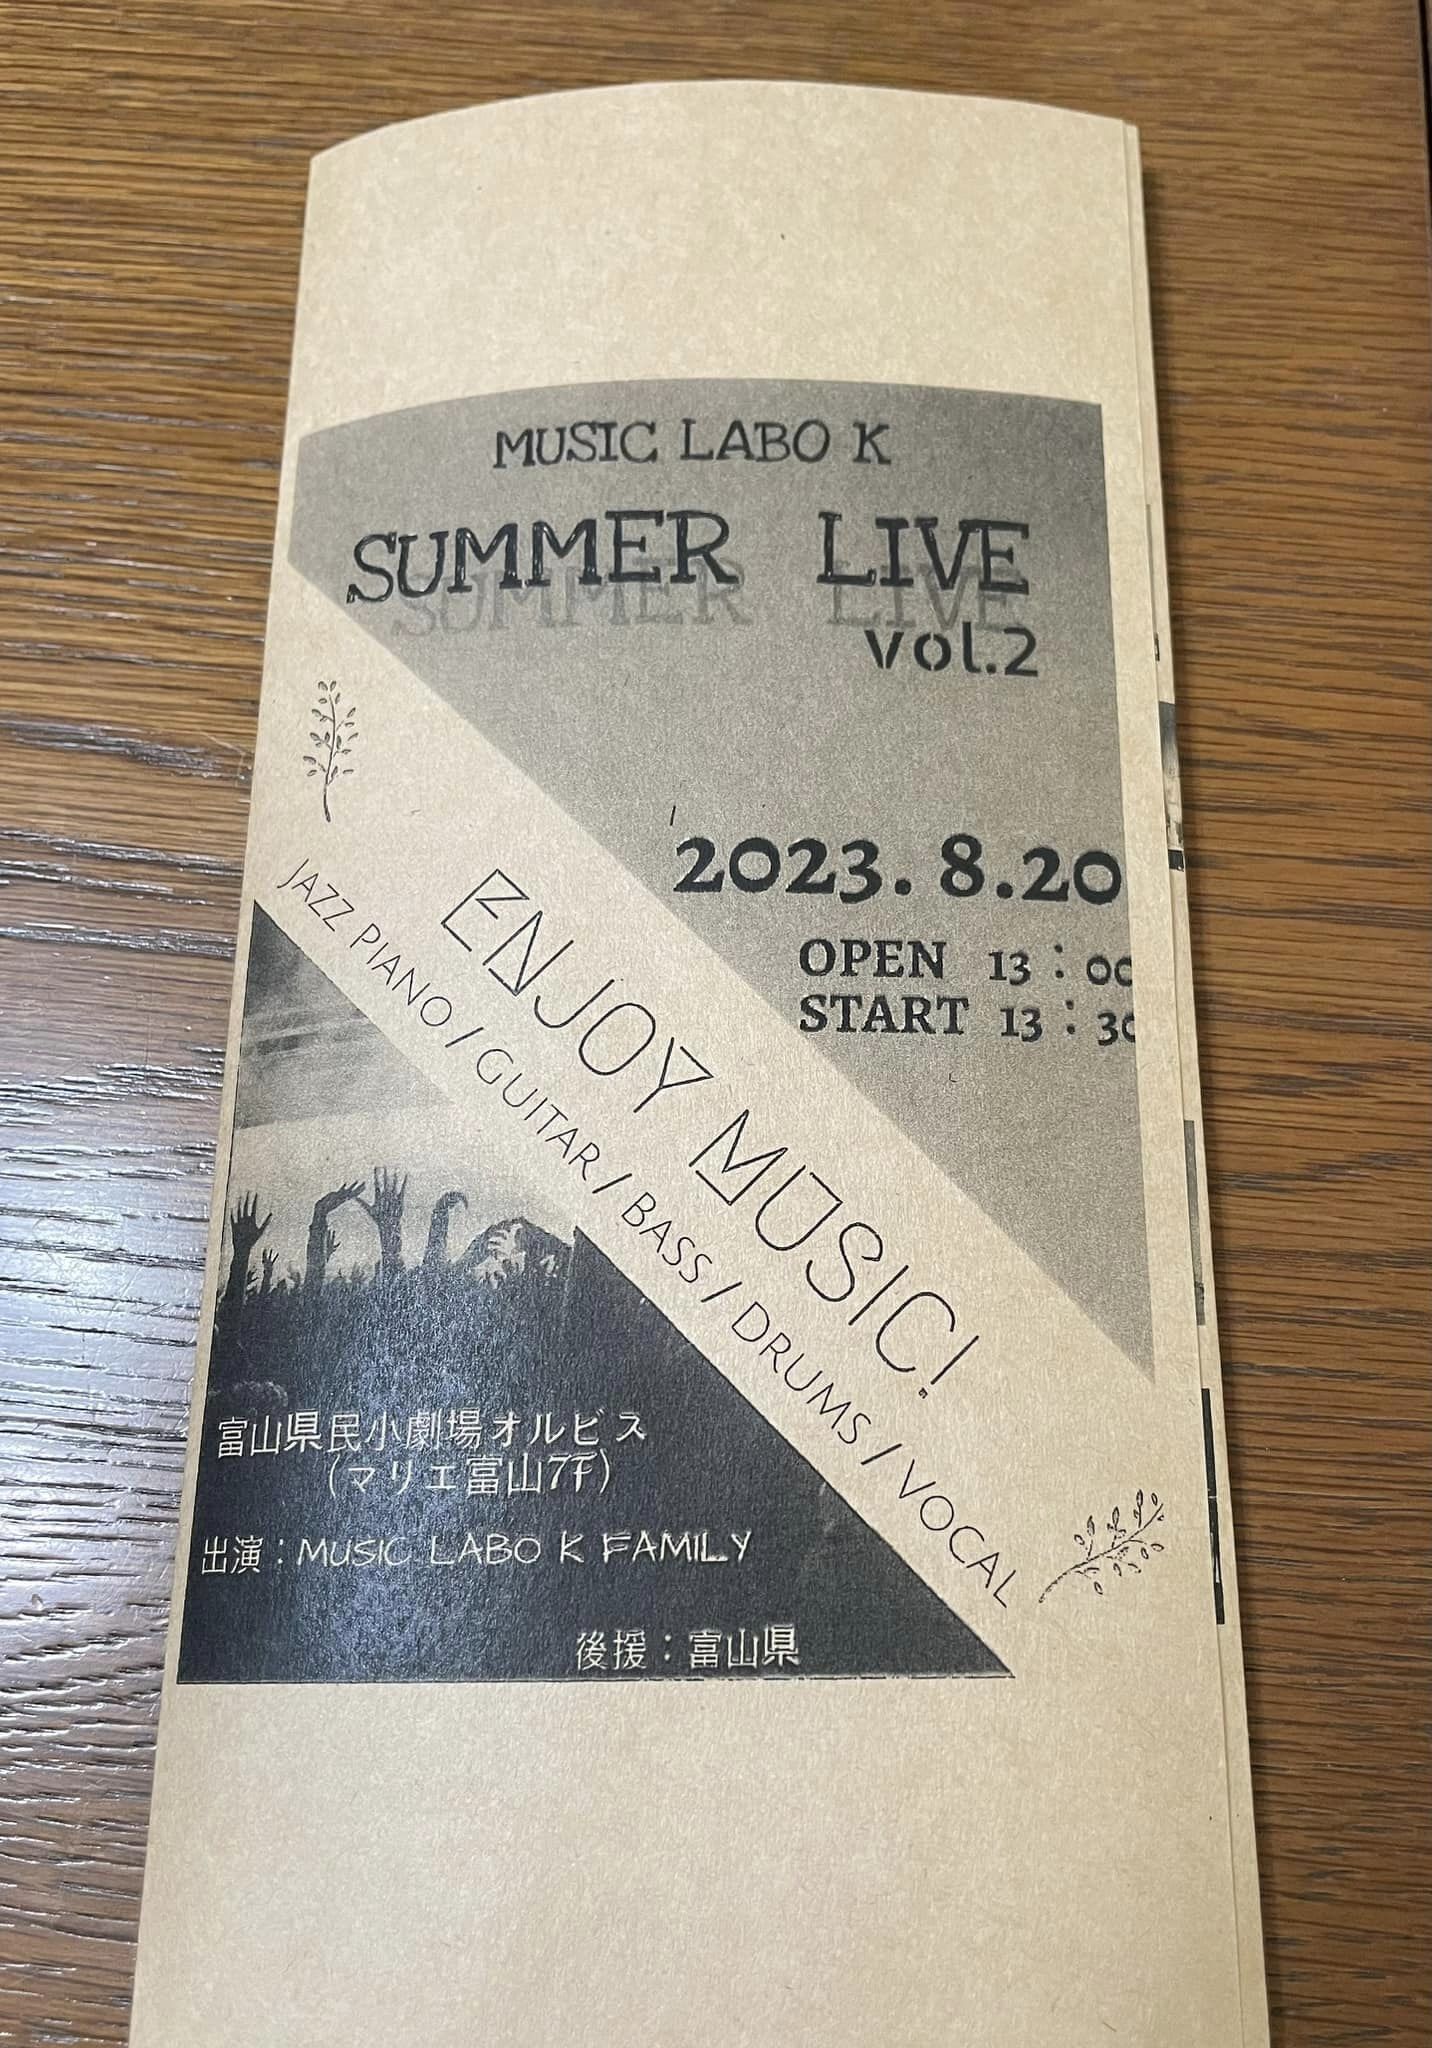 MUSIC LABO K
SUMMER LIVE
vol.2
2023.8.20
OPEN 13：00
START 13：30
ENJOY MUSIC!
JAZZ PIANO / GUITAR / BASS / DRUMS / VOCAL
富山県民小劇場オルビス
(マリエ富山7F)
出演：MUSIC LABO K FAMILY
後援：富山県